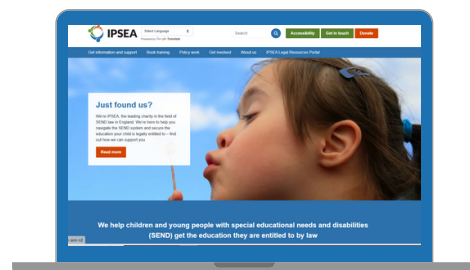 IPSEA
Select Language
Powered by Google Translate
Search
Accessibility
Get in touch
Donate
Get information and support
Book training
Policy work
Get involved
About us
IPSEA Legal Resources Portal
Just found us?
We're IPSEA, the leading charity in the field of
SEND law in England. We're here to help you
navigate the SEND system and secure the
education your child is legally entitled to – find
out how we can support you
Read more
We help children and young people with special educational needs and disabilities
(SEND) get the education they are entitled to by law